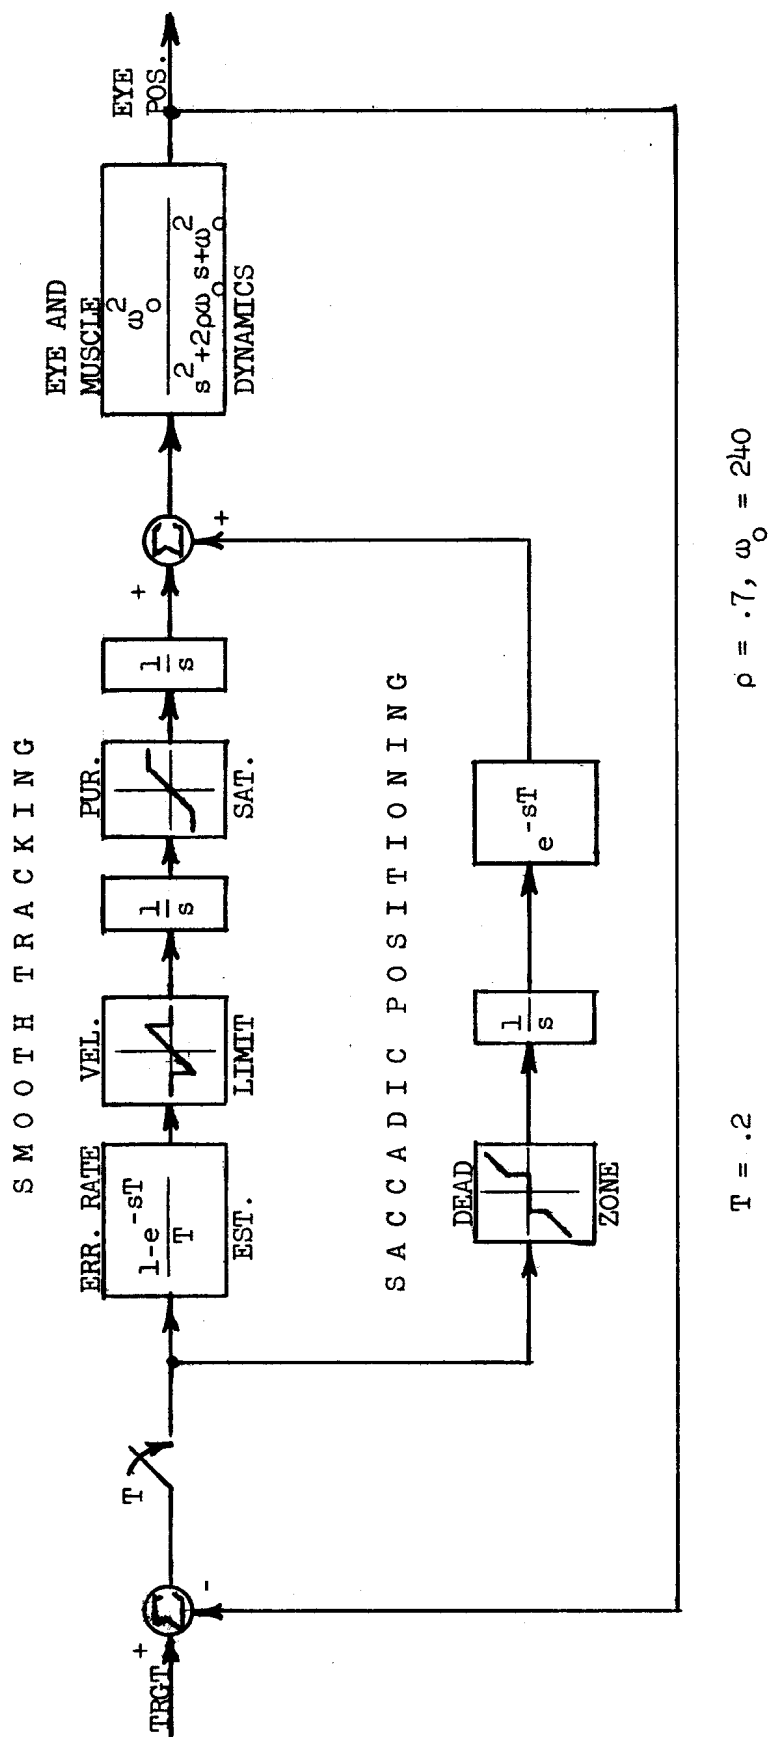 SMOOTH TRACKING
TRGT
+
-
Σ
T
ERR. RATE
1-e^-sT
T
EST.
VEL.
LIMIT
1
s
PUR.
SAT.
1
s
+
Σ
+
EYE AND
MUSCLE
ω_o^2
s^2+2ρω_o s+ω_o^2
DYNAMICS
EYE
POS.
SACCADIC POSITIONING
DEAD
ZONE
1
s
e^-sT
T = .2
ρ = .7, ω_o = 240